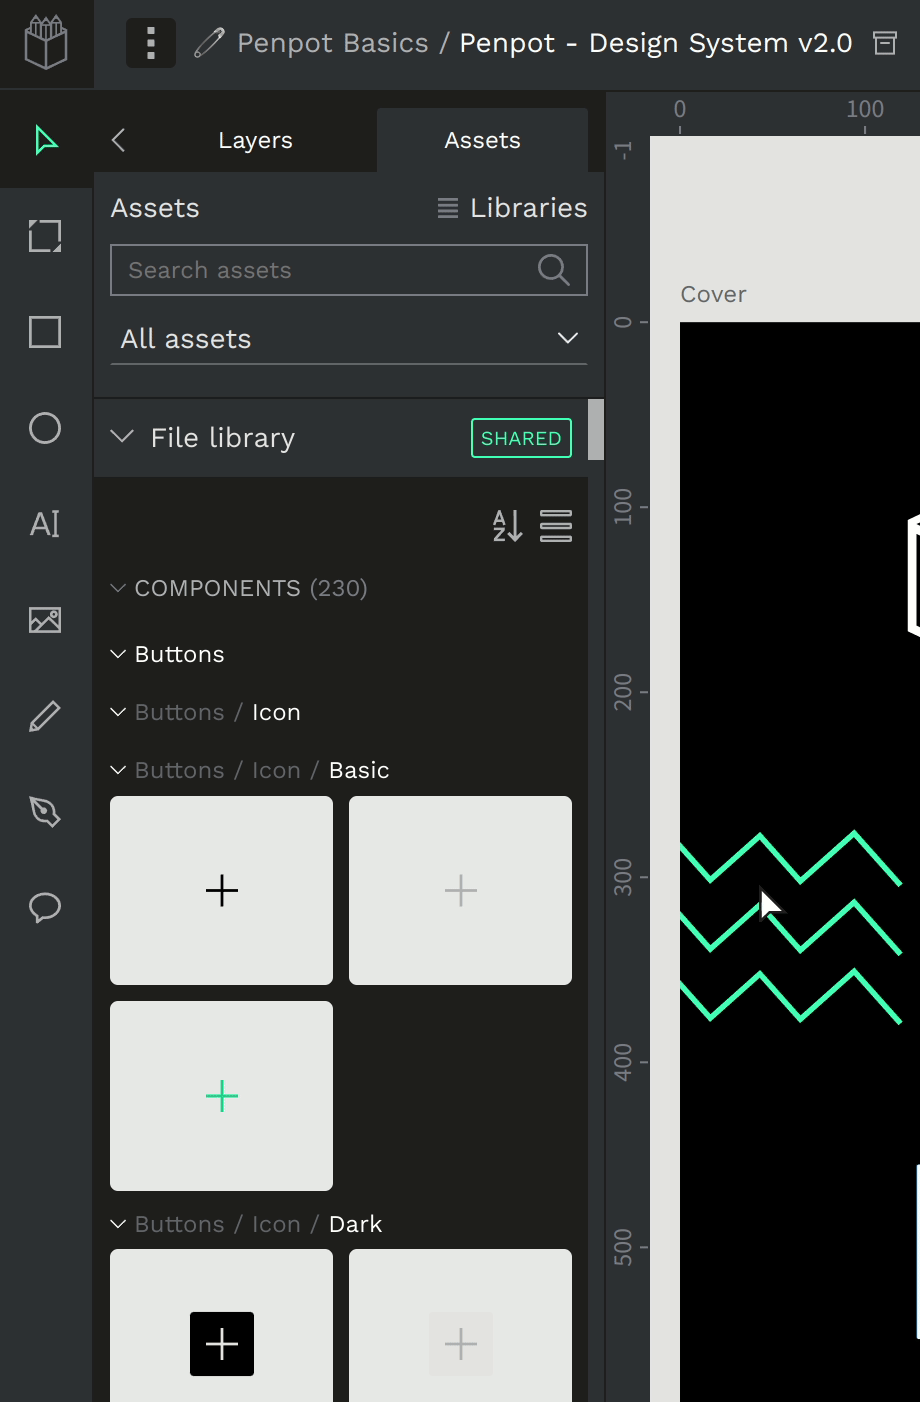 Penpot Basics / Penpot - Design System v2.0
Layers
Assets
Assets
Libraries
Search assets
All assets
File library
SHARED
A
Z
COMPONENTS (230)
Buttons
Buttons / Icon
Buttons / Icon / Basic
Buttons / Icon / Dark
0
100
-1
0
100
200
300
400
500
Cover